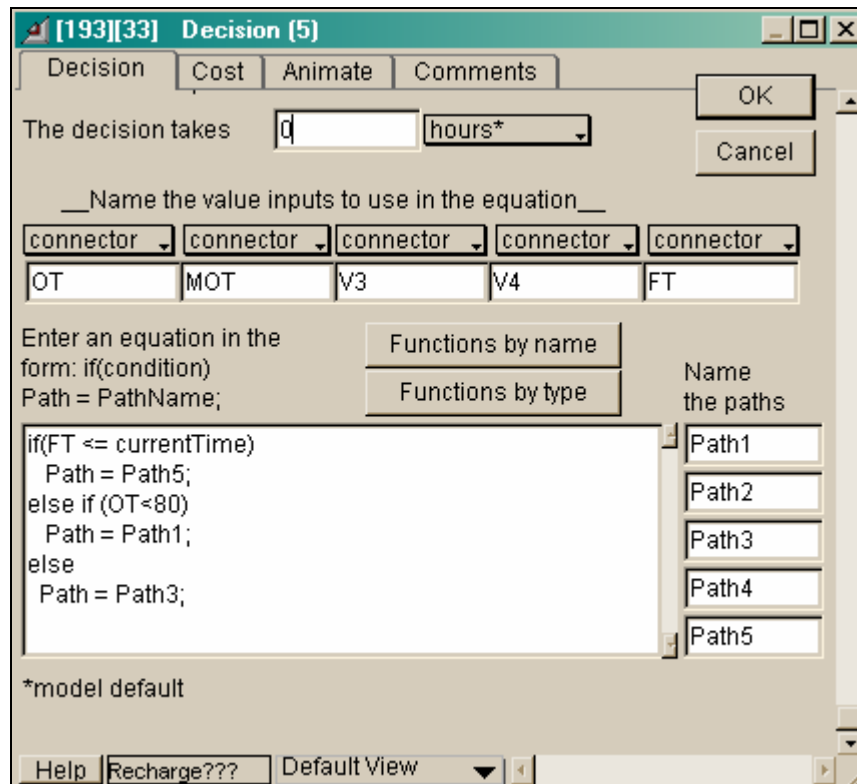 [193][33] Decision (5)
Decision Cost Animate Comments
OK
The decision takes 0 hours*
Cancel
__Name the value inputs to use in the equation__
connector connector connector connector connector
OT MOT V3 V4 FT
Enter an equation in the
form: if(condition)
Path = PathName;
Functions by name
Functions by type
Name
the paths
if(FT <= currentTime)
Path = Path5;
else if (OT<80)
Path = Path1;
else
Path = Path3;
Path1
Path2
Path3
Path4
Path5
*model default
Help Recharge??? Default View